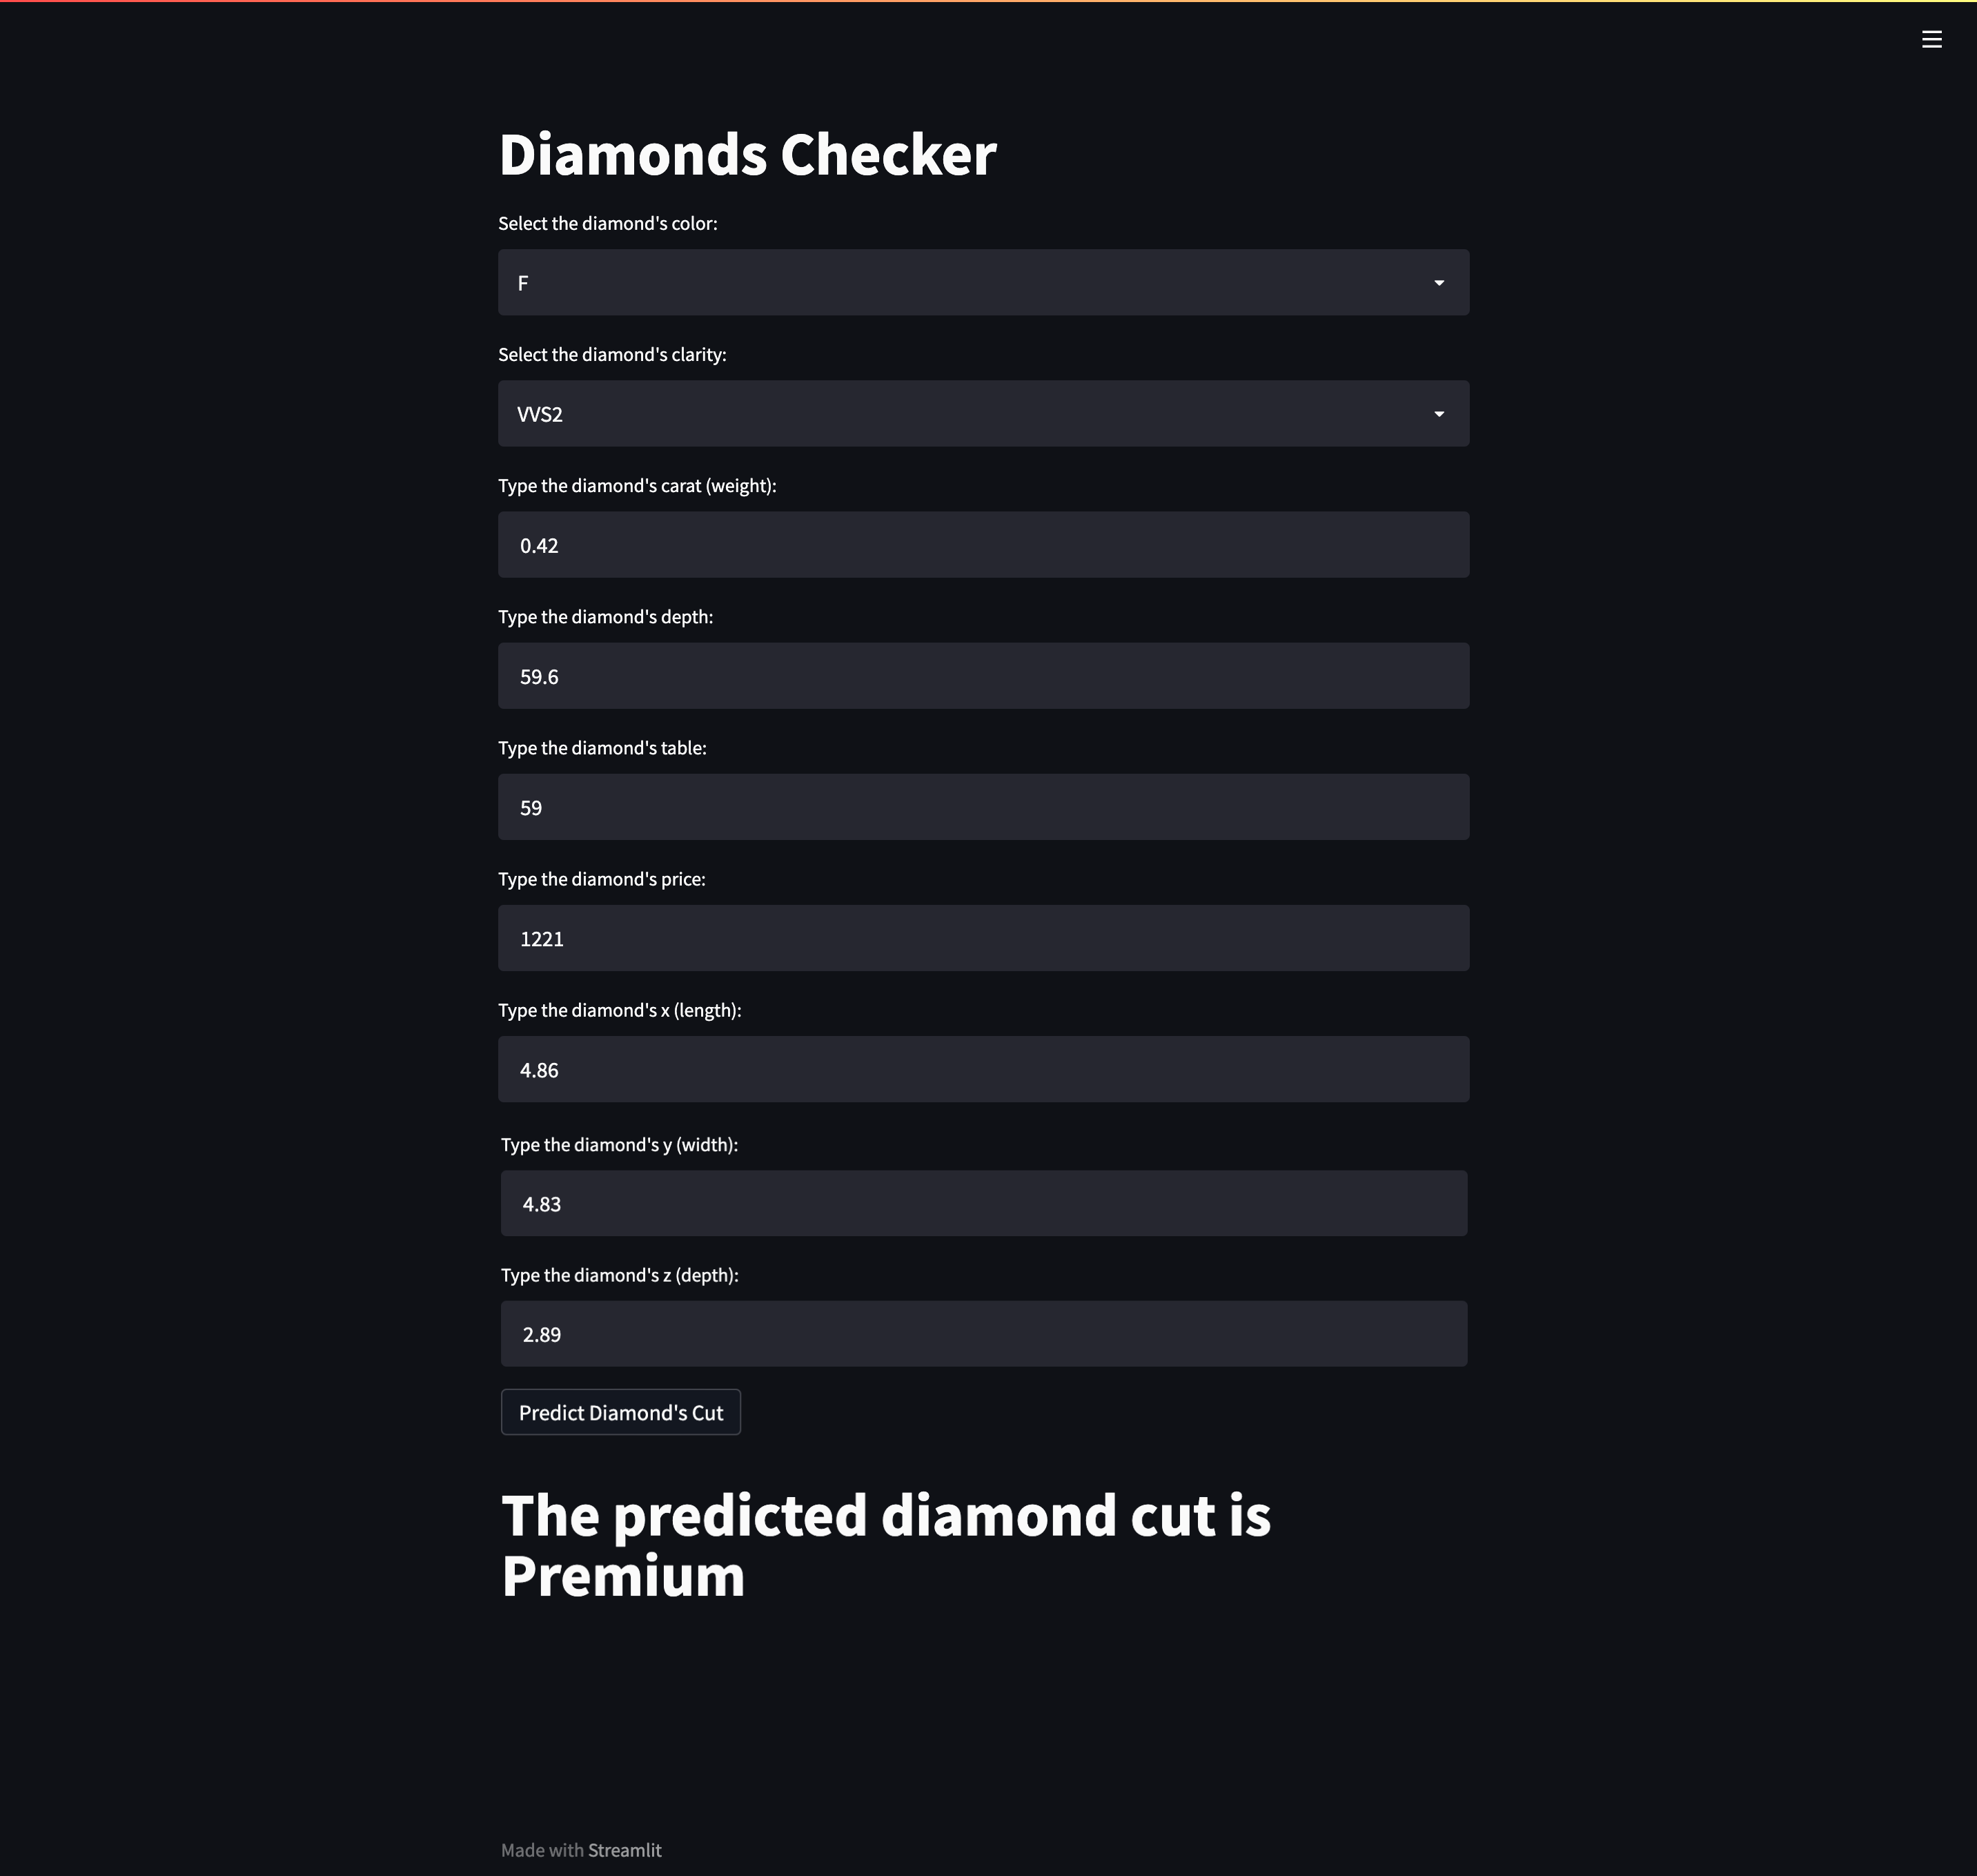 Diamonds Checker
Select the diamond's color:
F
Select the diamond's clarity:
VVS2
Type the diamond's carat (weight):
0.42
Type the diamond's depth:
59.6
Type the diamond's table:
59
Type the diamond's price:
1221
Type the diamond's x (length):
4.86
Type the diamond's y (width):
4.83
Type the diamond's z (depth):
2.89
Predict Diamond's Cut
The predicted diamond cut is
Premium
Made with Streamlit